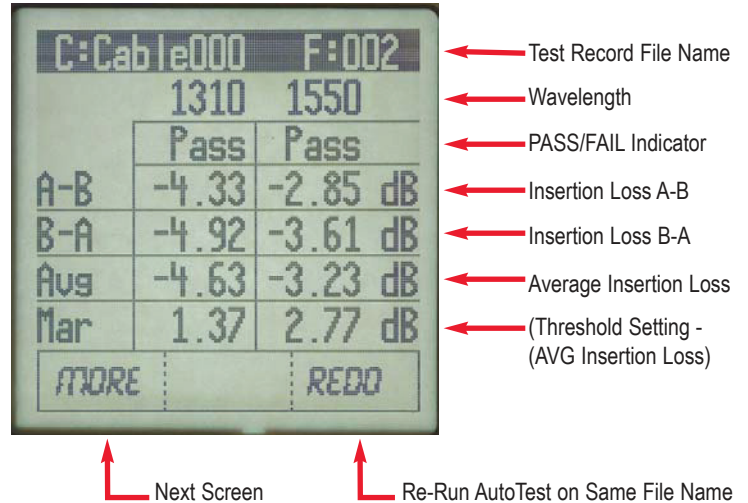 C:Cable000 F:002
Test Record File Name
1310 1550
Wavelength
Pass Pass
PASS/FAIL Indicator
A-B -4.33 -2.85 dB
Insertion Loss A-B
B-A -4.92 -3.61 dB
Insertion Loss B-A
Avg -4.63 -3.23 dB
Average Insertion Loss
Mar 1.37 2.77 dB
(Threshold Setting -
(AVG Insertion Loss)
MORE REDO
Next Screen
Re-Run AutoTest on Same File Name